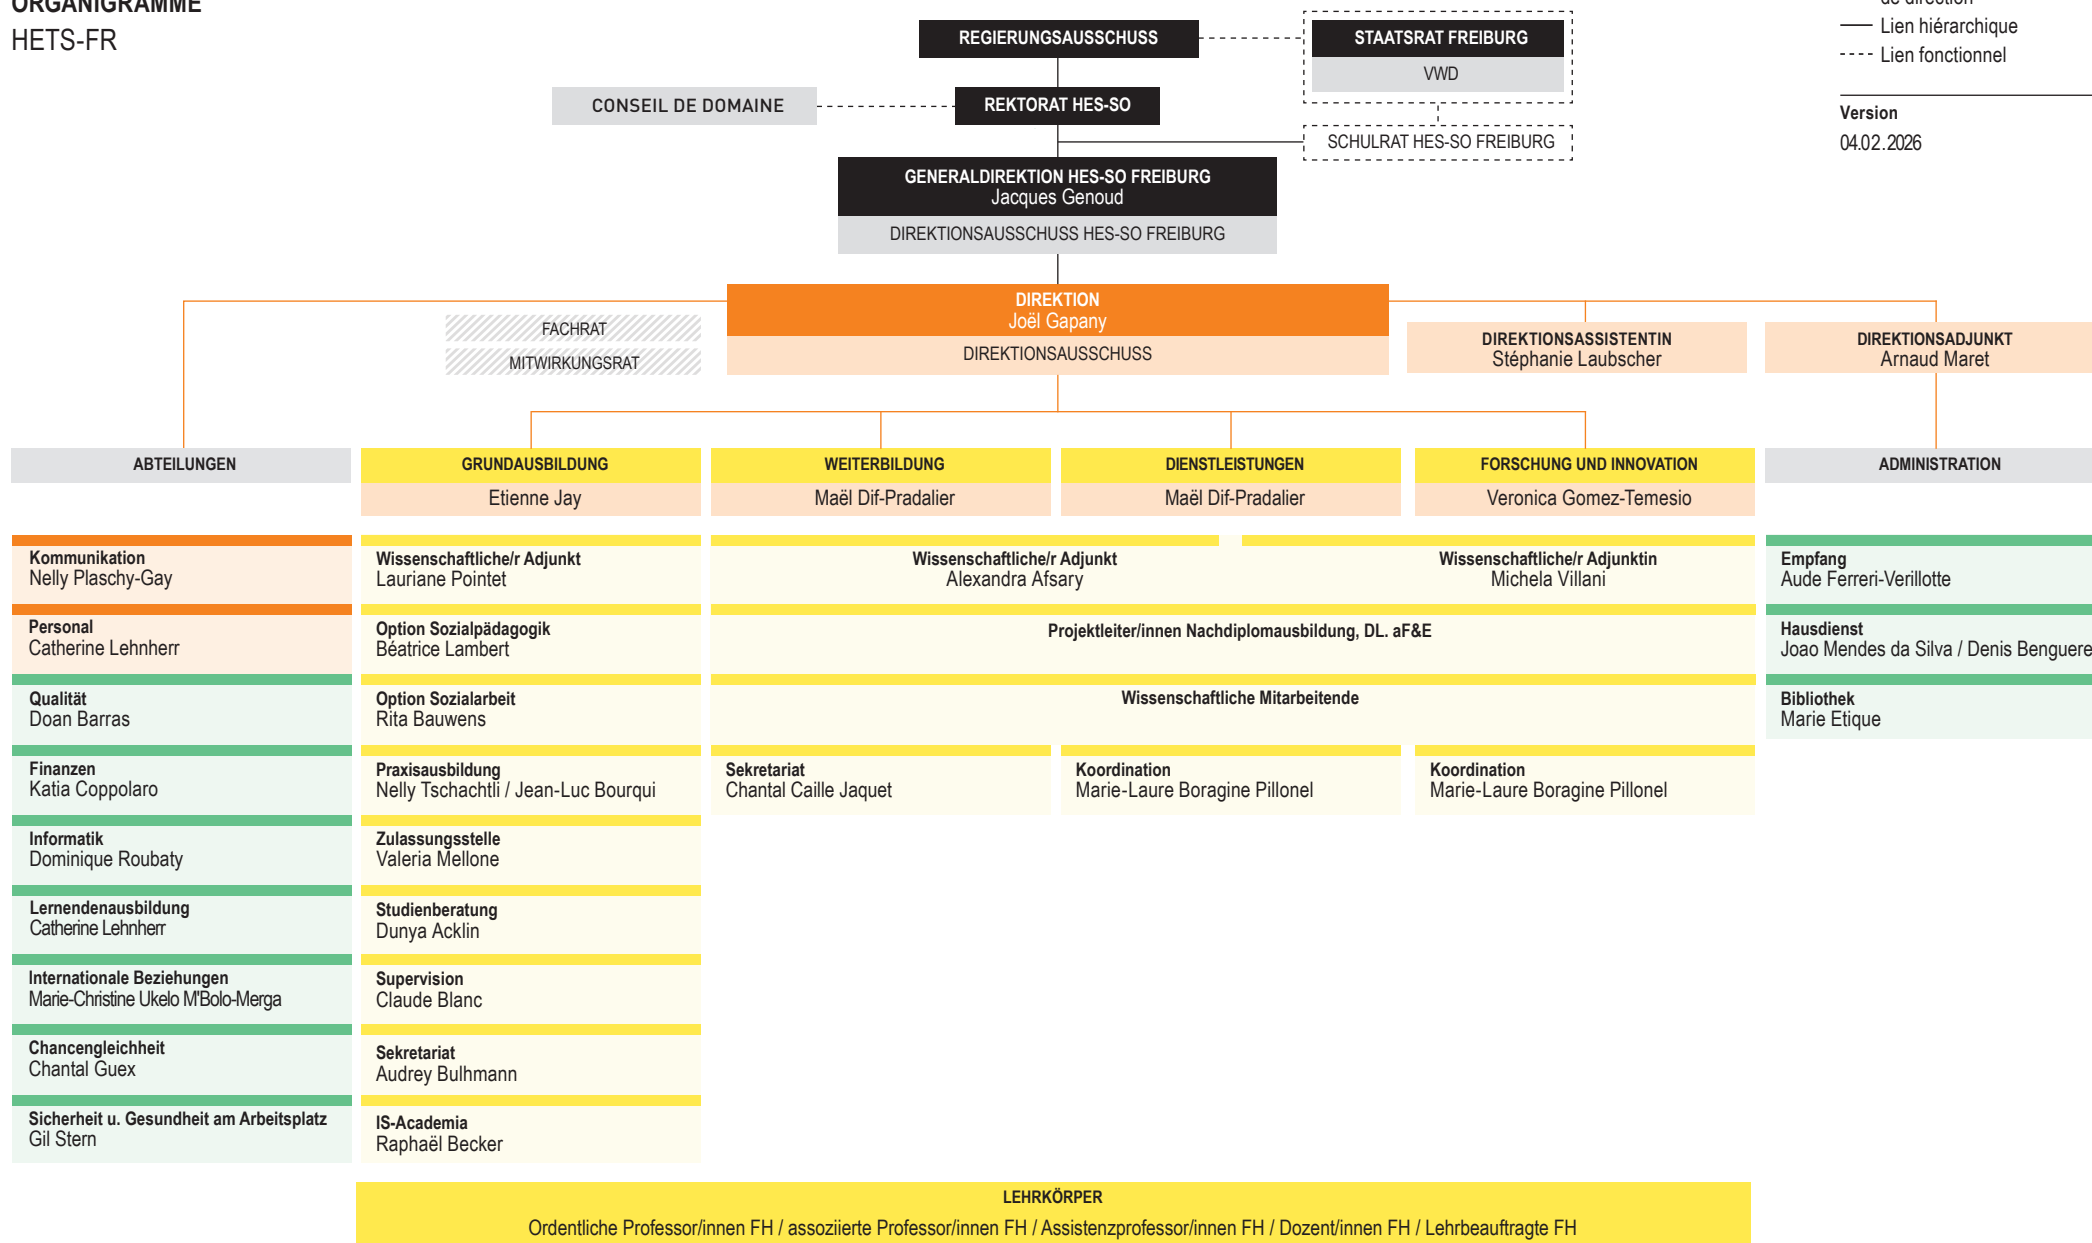 ORGANIGRAMME
HETS-FR
de direction
Lien hiérarchique
Lien fonctionnel
Version
04.02.2026
REGIERUNGSAUSSCHUSS
STAATSRAT FREIBURG
VWD
CONSEIL DE DOMAINE
REKTORAT HES-SO
SCHULRAT HES-SO FREIBURG
GENERALDIREKTION HES-SO FREIBURG
Jacques Genoud
DIREKTIONSAUSSCHUSS HES-SO FREIBURG
DIREKTION
Joël Gapany
DIREKTIONSAUSSCHUSS
FACHRAT
MITWIRKUNGSRAT
DIREKTIONSASSISTENTIN
Stéphanie Laubscher
DIREKTIONSADJUNKT
Arnaud Maret
ABTEILUNGEN
Kommunikation
Nelly Plaschy-Gay
Personal
Catherine Lehnherr
Qualität
Doan Barras
Finanzen
Katia Coppolaro
Informatik
Dominique Roubaty
Lernendenausbildung
Catherine Lehnherr
Internationale Beziehungen
Marie-Christine Ukelo M'Bolo-Merga
Chancengleichheit
Chantal Guex
Sicherheit u. Gesundheit am Arbeitsplatz
Gil Stern
GRUNDAUSBILDUNG
Etienne Jay
Wissenschaftliche/r Adjunkt
Lauriane Pointet
Option Sozialpädagogik
Béatrice Lambert
Option Sozialarbeit
Rita Bauwens
Praxisausbildung
Nelly Tschachtli / Jean-Luc Bourqui
Zulassungsstelle
Valeria Mellone
Studienberatung
Dunya Acklin
Supervision
Claude Blanc
Sekretariat
Audrey Bulhmann
IS-Academia
Raphaël Becker
WEITERBILDUNG
Maël Dif-Pradalier
DIENSTLEISTUNGEN
Maël Dif-Pradalier
FORSCHUNG UND INNOVATION
Veronica Gomez-Temesio
Wissenschaftliche/r Adjunkt
Alexandra Afsary
Wissenschaftliche/r Adjunktin
Michela Villani
Projektleiter/innen Nachdiplomausbildung, DL. aF&E
Wissenschaftliche Mitarbeitende
Sekretariat
Chantal Caille Jaquet
Koordination
Marie-Laure Boragine Pillonel
Koordination
Marie-Laure Boragine Pillonel
ADMINISTRATION
Empfang
Aude Ferreri-Verillotte
Hausdienst
Joao Mendes da Silva / Denis Benguere
Bibliothek
Marie Etique
LEHRKÖRPER
Ordentliche Professor/innen FH / assoziierte Professor/innen FH / Assistenzprofessor/innen FH / Dozent/innen FH / Lehrbeauftragte FH